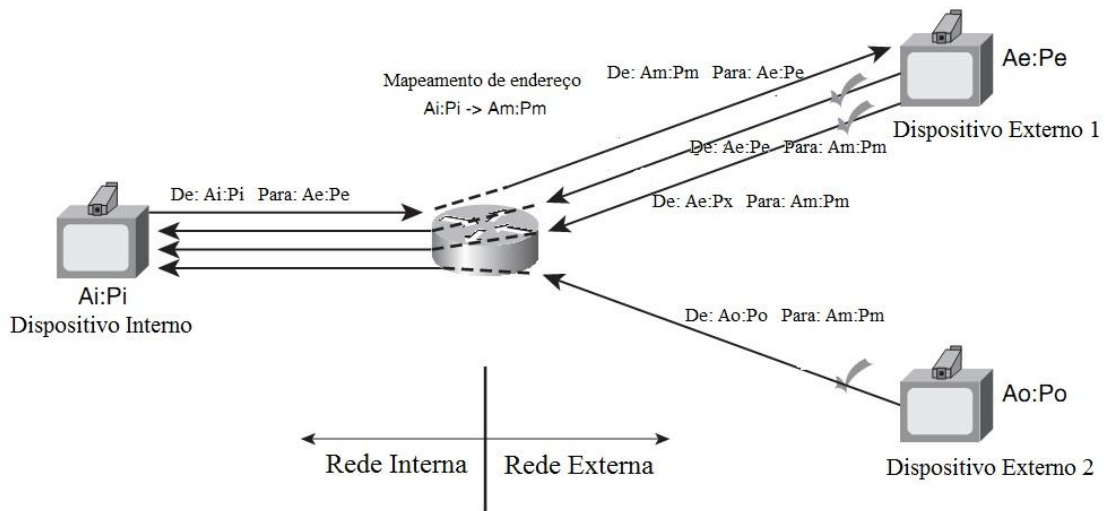 Mapeamento de endereço
Ai:Pi -> Am:Pm
De: Am:Pm Para: Ae:Pe
Ae:Pe
Dispositivo Externo 1
De: Ae:Pe Para: Am:Pm
De: Ai:Pi Para: Ae:Pe
De: Ae:Px Para: Am:Pm
Ai:Pi
Dispositivo Interno
De: Ao:Po Para: Am:Pm
Ao:Po
Dispositivo Externo 2
Rede Interna
Rede Externa